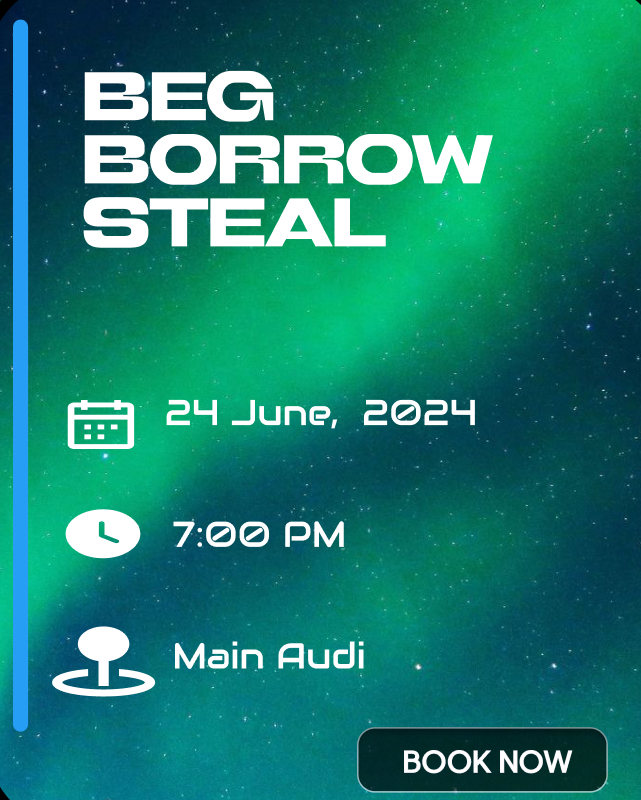 BEG
BORROW
STEAL
24 June, 2024
7:00 PM
Main Audi
BOOK NOW